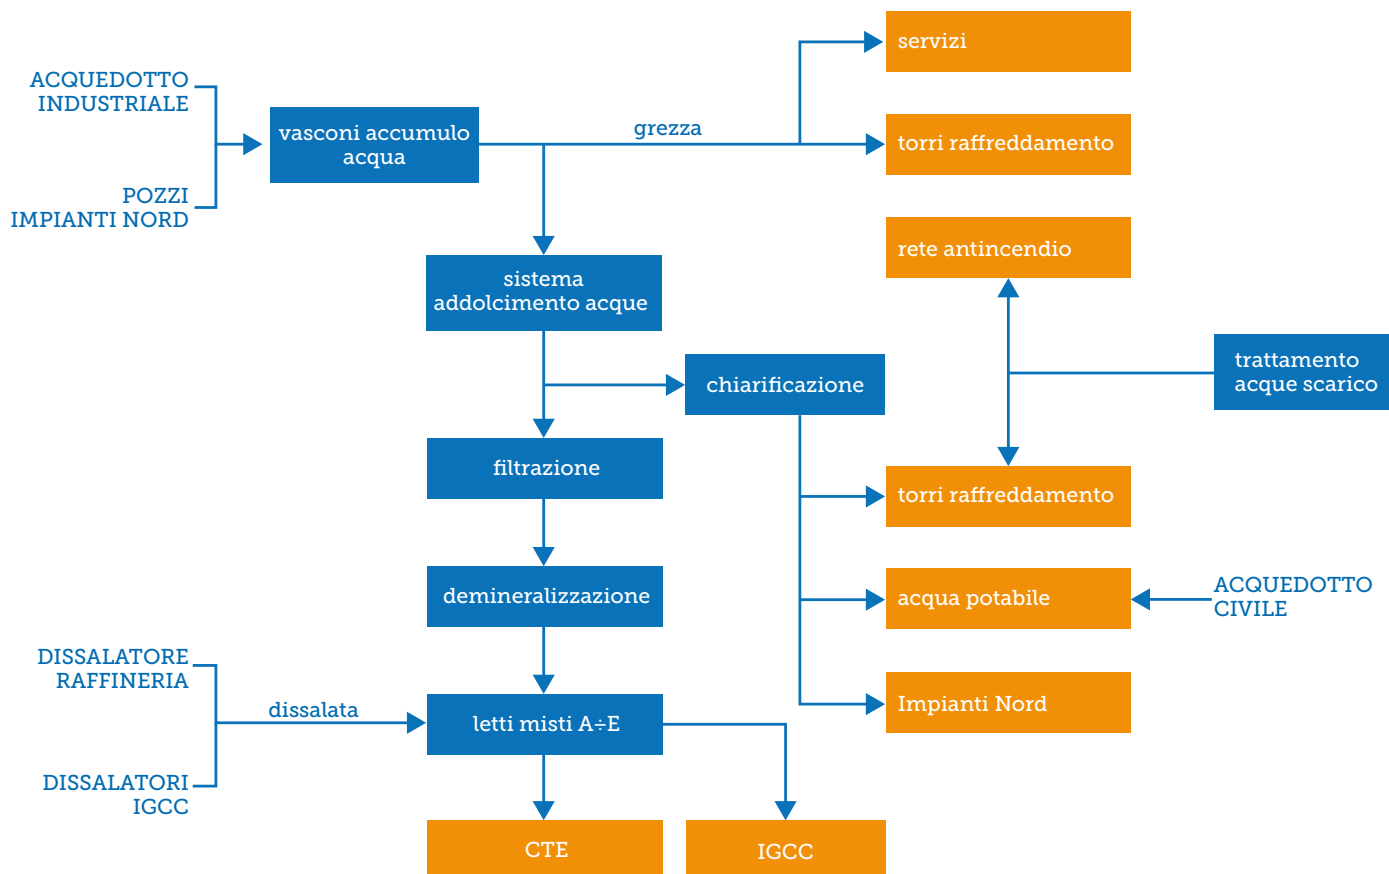 servizi
ACQUEDOTTO
INDUSTRIALE
vasconi accumulo
acqua
grezza
torri raffreddamento
POZZI
IMPIANTI NORD
rete antincendio
sistema
addolcimento acque
trattamento
acque scarico
chiarificazione
filtrazione
torri raffreddamento
demineralizzazione
acqua potabile
ACQUEDOTTO
CIVILE
DISSALATORE
RAFFINERIA
dissalata
letti misti A÷E
Impianti Nord
DISSALATORI
IGCC
CTE
IGCC